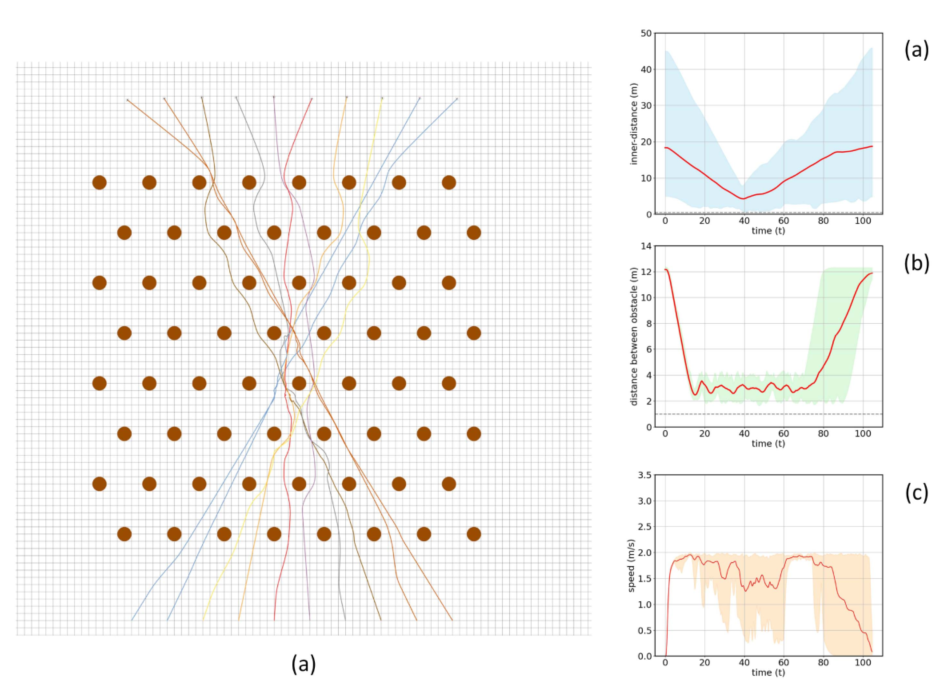 50
40
30
20
10
0
inner-distance (m)
0 20 40 60 80 100
time (t)
(a)
14
12
10
8
6
4
2
0
distance between obstacle (m)
0 20 40 60 80 100
time (t)
(b)
3.5
3.0
2.5
2.0
1.5
1.0
0.5
0.0
speed (m/s)
0 20 40 60 80 100
time (t)
(c)
(a)